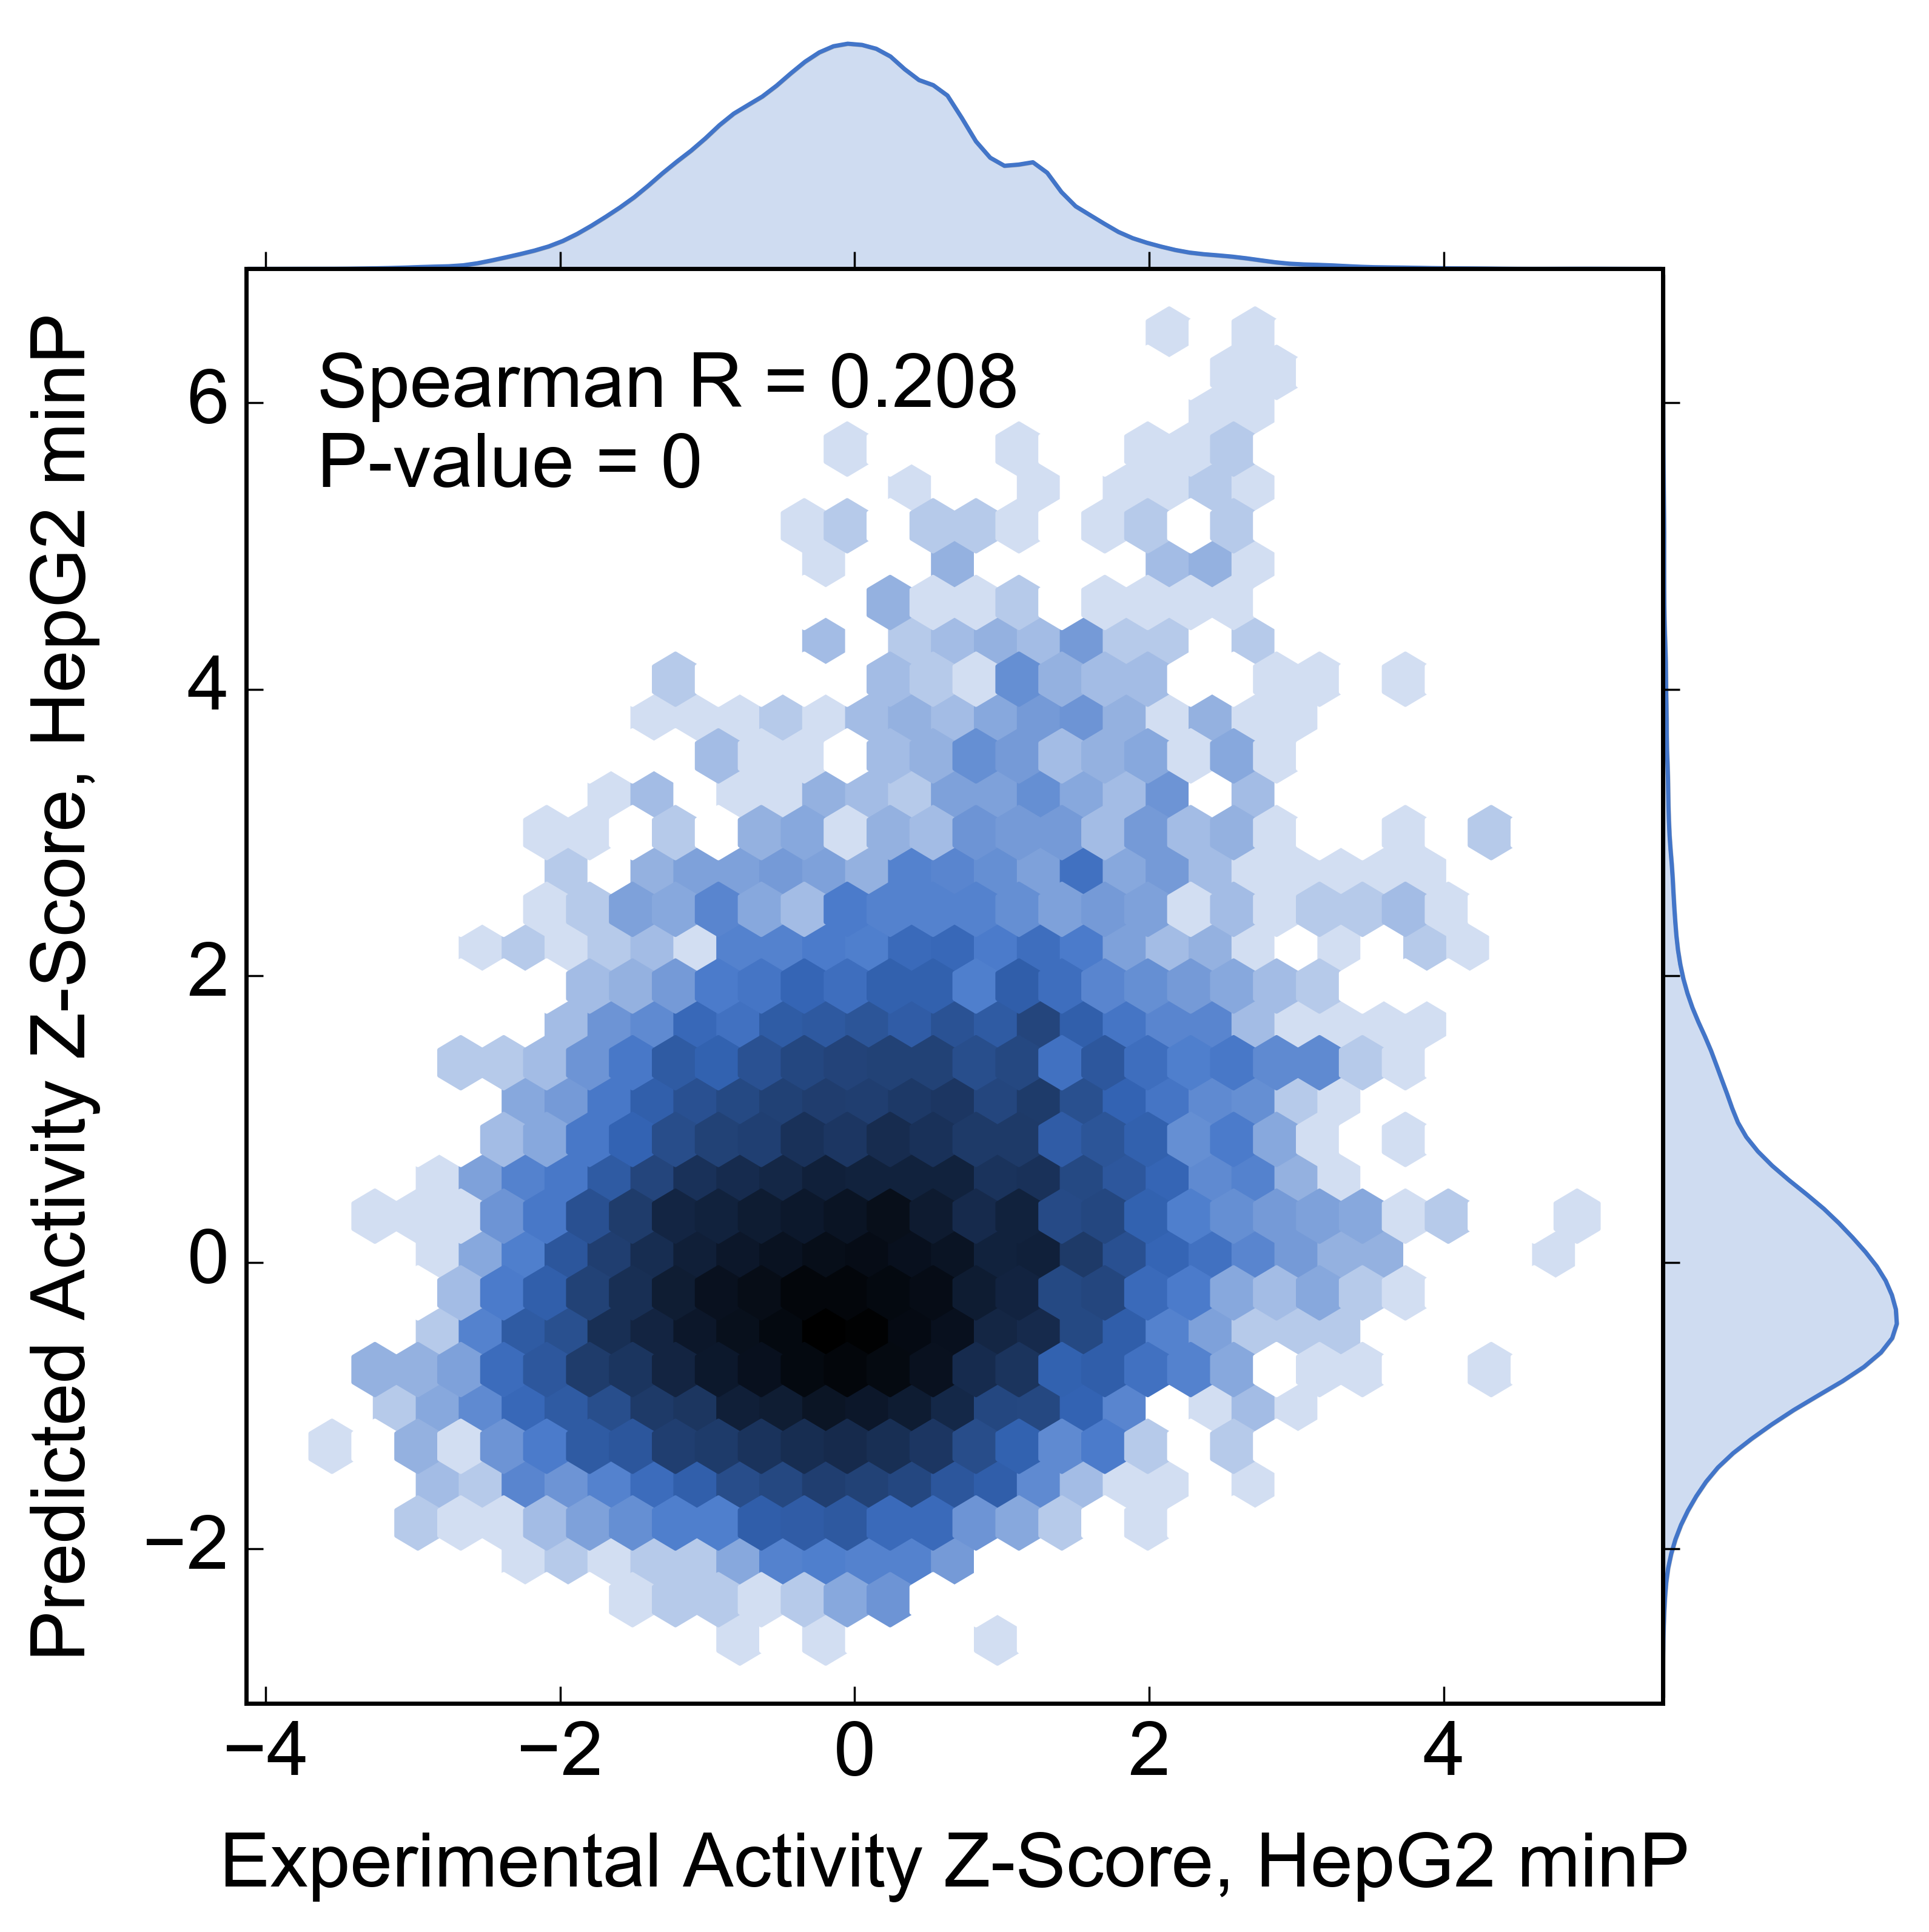 Spearman R = 0.208
P-value = 0
Predicted Activity Z-Score, HepG2 minP
6
4
2
0
−2
−4
−2
0
2
4
Experimental Activity Z-Score, HepG2 minP